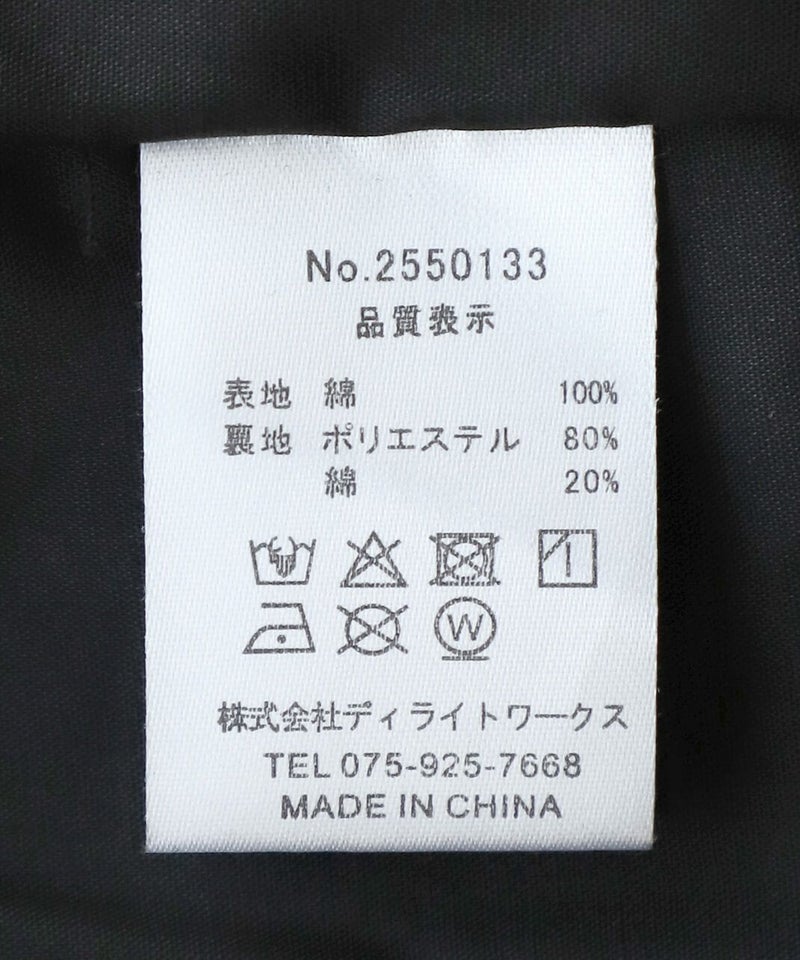 No.2550133
品質表示
表地 綿 100%
裏地 ポリエステル 80%
綿 20%
W
株式会社ディライトワークス
TEL 075-925-7668
MADE IN CHINA